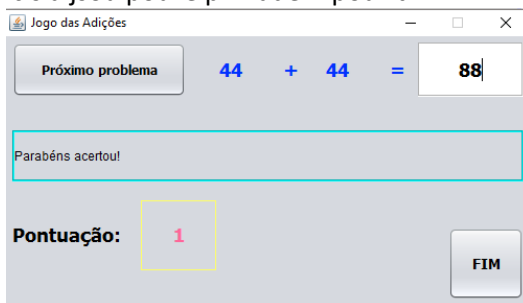 Jogo das Adições
Próximo problema 44 + 44 = 88
Parabéns acertou!
Pontuação: 1
FIM